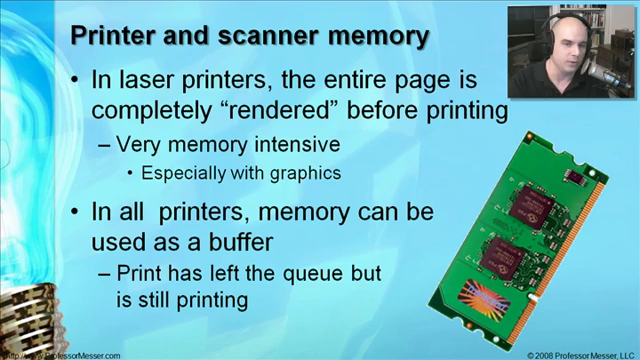 Printer and scanner memory
• In laser printers, the entire page is
completely “rendered” before printing
– Very memory intensive
• Especially with graphics
• In all printers, memory can be
used as a buffer
– Print has left the queue but
is still printing
http://www.ProfessorMesser.com
© 2008 Professor Messer, LLC